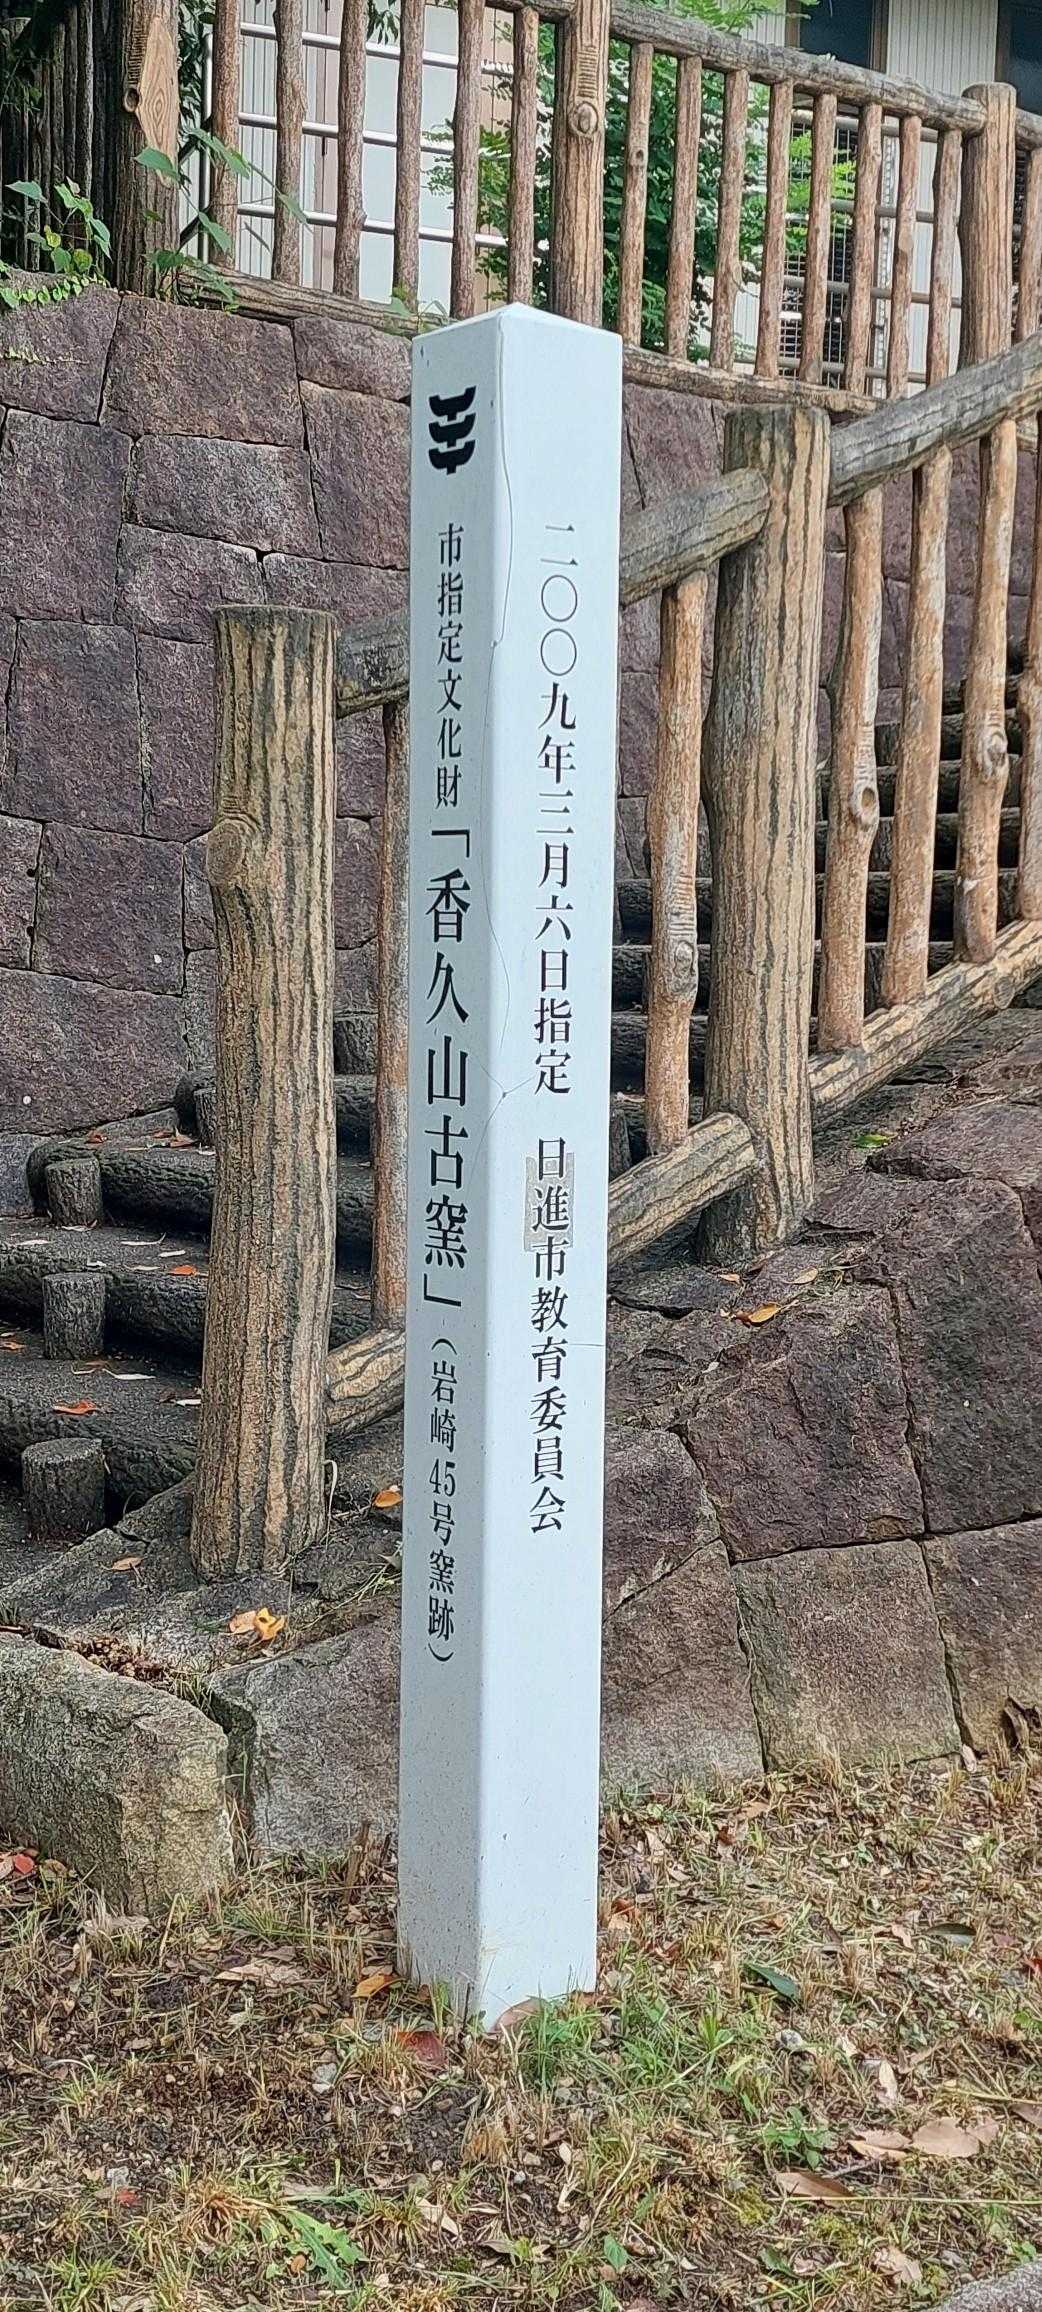 市指定文化財「香久山古窯」（岩崎45号窯跡）
二〇〇九年三月六日指定　日進市教育委員会